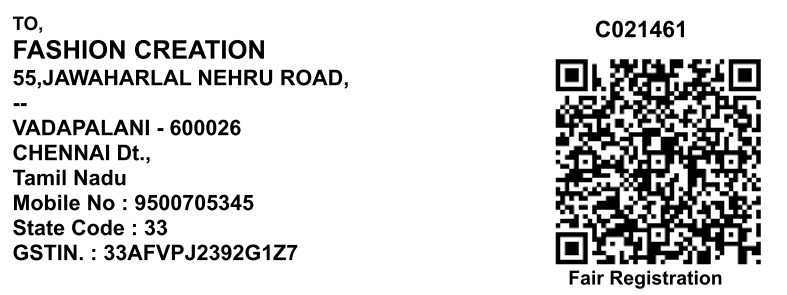 TO,
FASHION CREATION
55,JAWAHARLAL NEHRU ROAD,
--
VADAPALANI - 600026
CHENNAI Dt.,
Tamil Nadu
Mobile No : 9500705345
State Code : 33
GSTIN. : 33AFVPJ2392G1Z7
C021461
Fair Registration